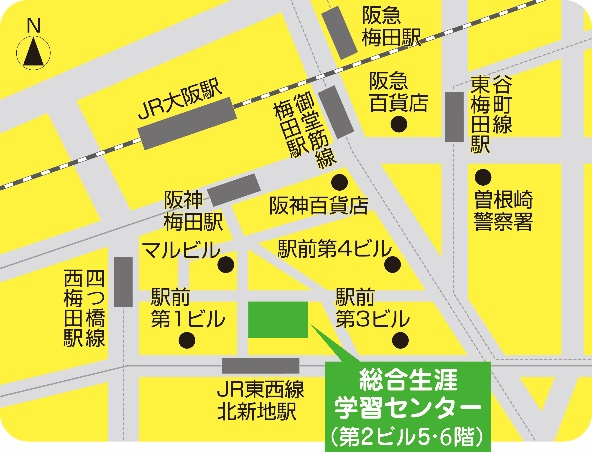 N
阪急
梅田駅
JR大阪駅
阪急
百貨店
御堂筋線
梅田駅
谷町線
東梅田駅
阪神
梅田駅
阪神百貨店
曽根崎
警察署
マルビル
駅前第4ビル
四つ橋線
西梅田駅
駅前
第1ビル
駅前
第3ビル
JR東西線
北新地駅
総合生涯
学習センター
(第2ビル5・6階)